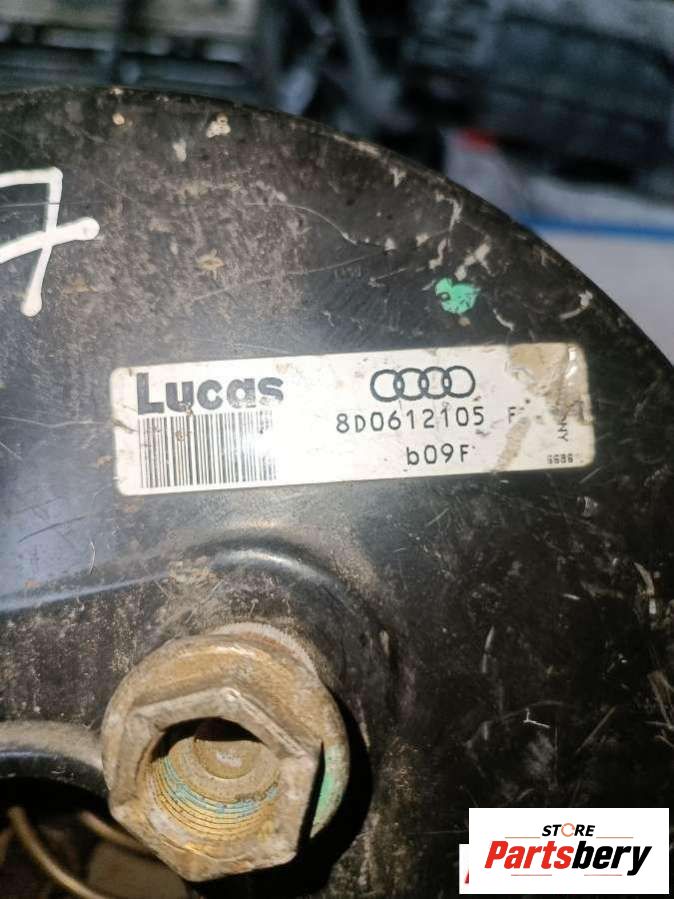 7
Lucas
8D0612105 F
b09F
STORE
Partsbery